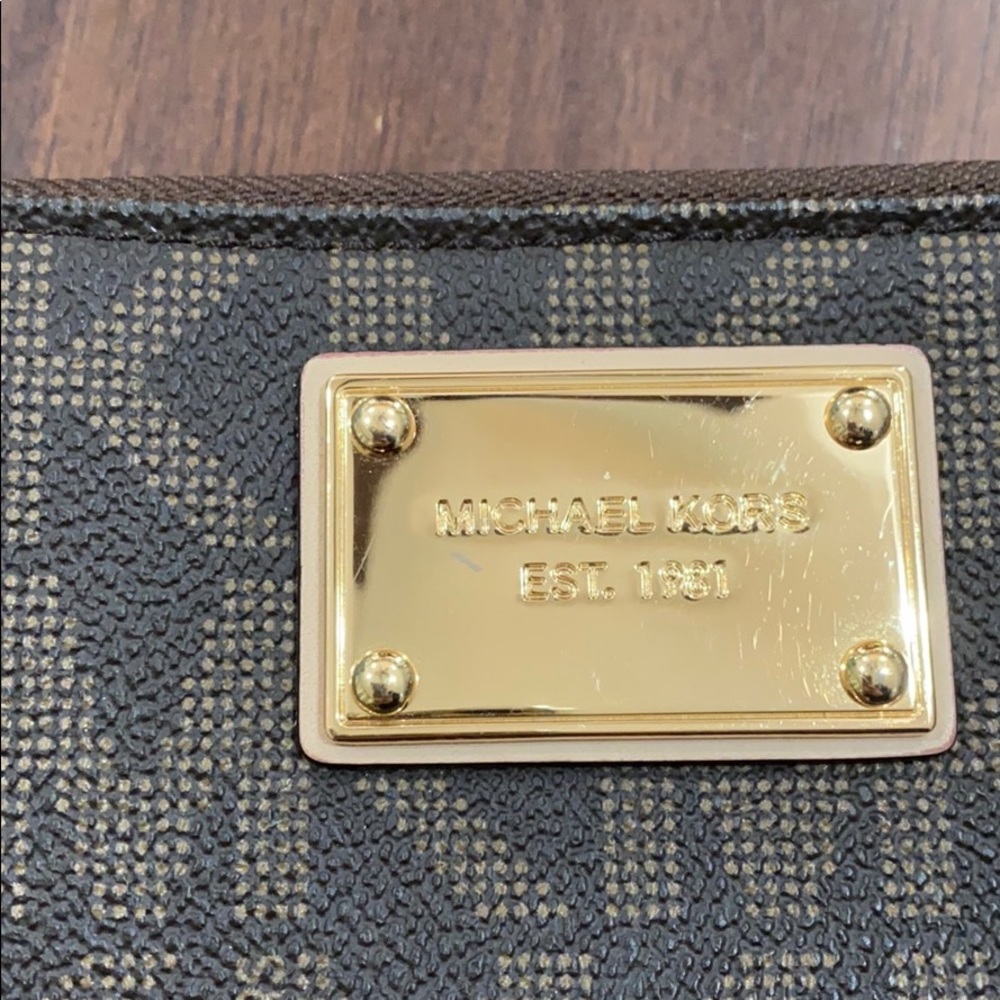 MICHAEL KORS
EST. 1981